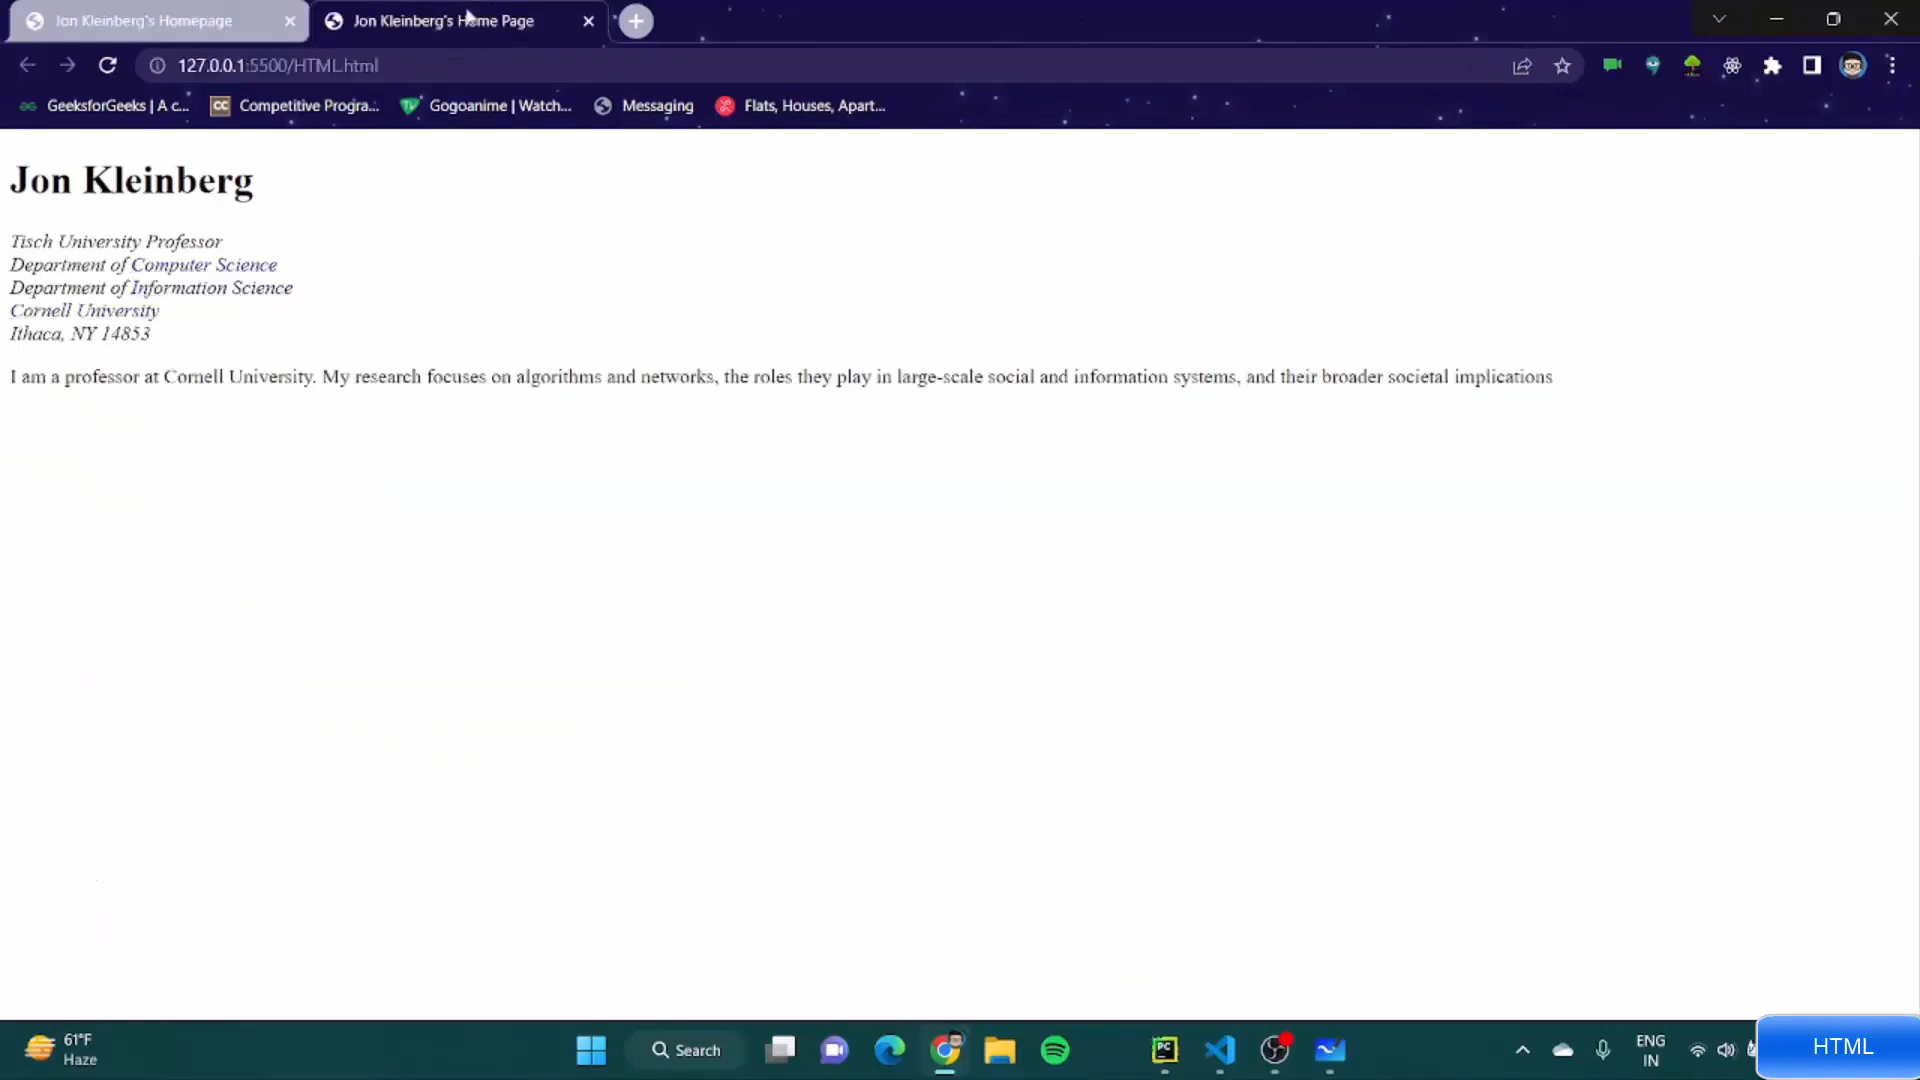 Jon Kleinberg's Homepage
Jon Kleinberg's Home Page
127.0.0.1:5500/HTML.html
GeeksforGeeks | A c...
CC Competitive Progra...
Gogoanime | Watch...
Messaging
Flats, Houses, Apart...
Jon Kleinberg
Tisch University Professor
Department of Computer Science
Department of Information Science
Cornell University
Ithaca, NY 14853
I am a professor at Cornell University. My research focuses on algorithms and networks, the roles they play in large-scale social and information systems, and their broader societal implications
61°F
Haze
Search
PC
ENG
IN
HTML